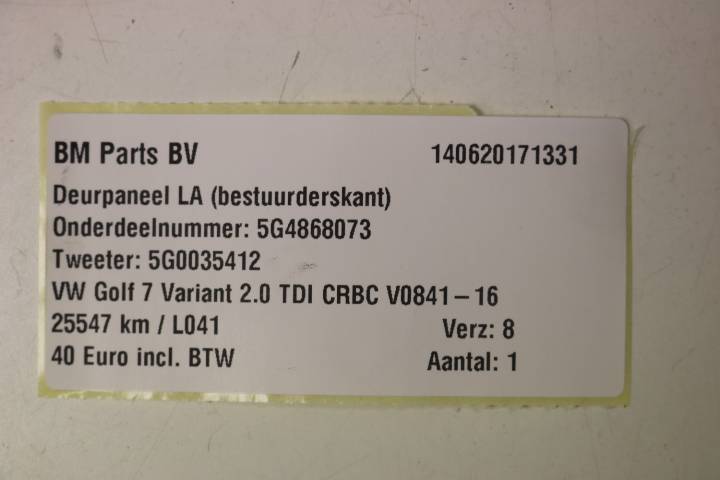 BM Parts BV 140620171331
Deurpaneel LA (bestuurderskant)
Onderdeelnummer: 5G4868073
Tweeter: 5G0035412
VW Golf 7 Variant 2.0 TDI CRBC V0841-16
25547 km / L041 Verz: 8
40 Euro incl. BTW Aantal: 1